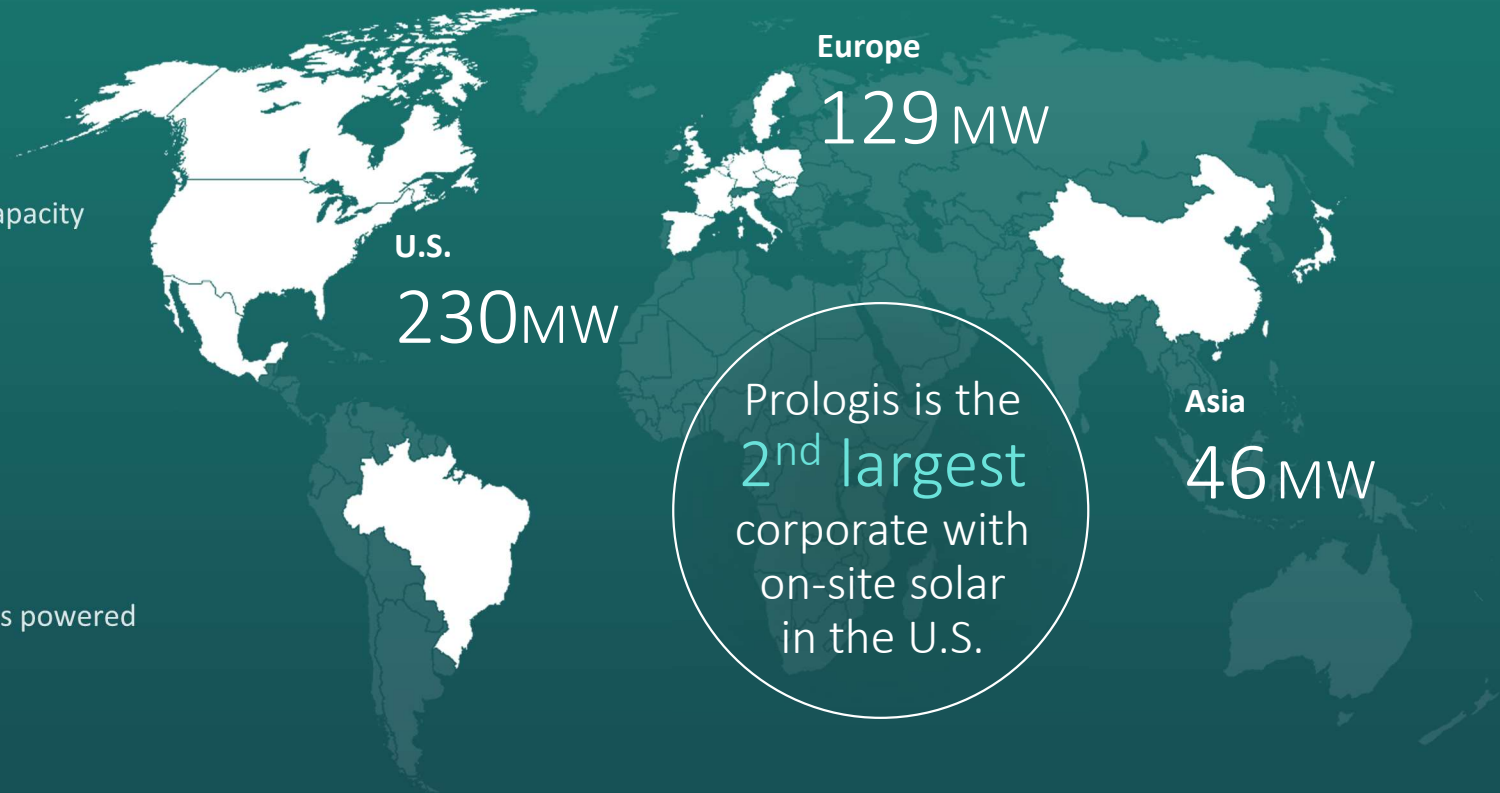 Europe
129 MW
apacity
U.S.
230MW
Prologis is the
2nd largest
corporate with
on-site solar
in the U.S.
Asia
46 MW
s powered